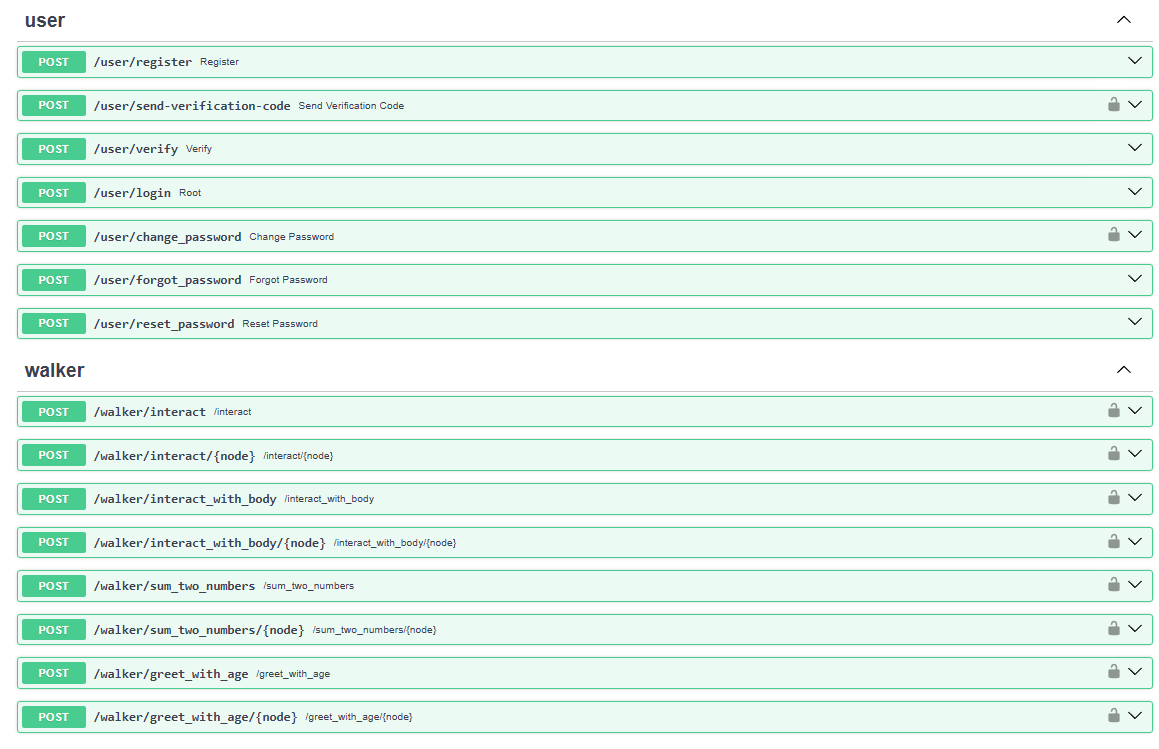 user
POST /user/register Register
POST /user/send-verification-code Send Verification Code
POST /user/verify Verify
POST /user/login Root
POST /user/change_password Change Password
POST /user/forgot_password Forgot Password
POST /user/reset_password Reset Password
walker
POST /walker/interact /interact
POST /walker/interact/{node} /interact/{node}
POST /walker/interact_with_body /interact_with_body
POST /walker/interact_with_body/{node} /interact_with_body/{node}
POST /walker/sum_two_numbers /sum_two_numbers
POST /walker/sum_two_numbers/{node} /sum_two_numbers/{node}
POST /walker/greet_with_age /greet_with_age
POST /walker/greet_with_age/{node} /greet_with_age/{node}